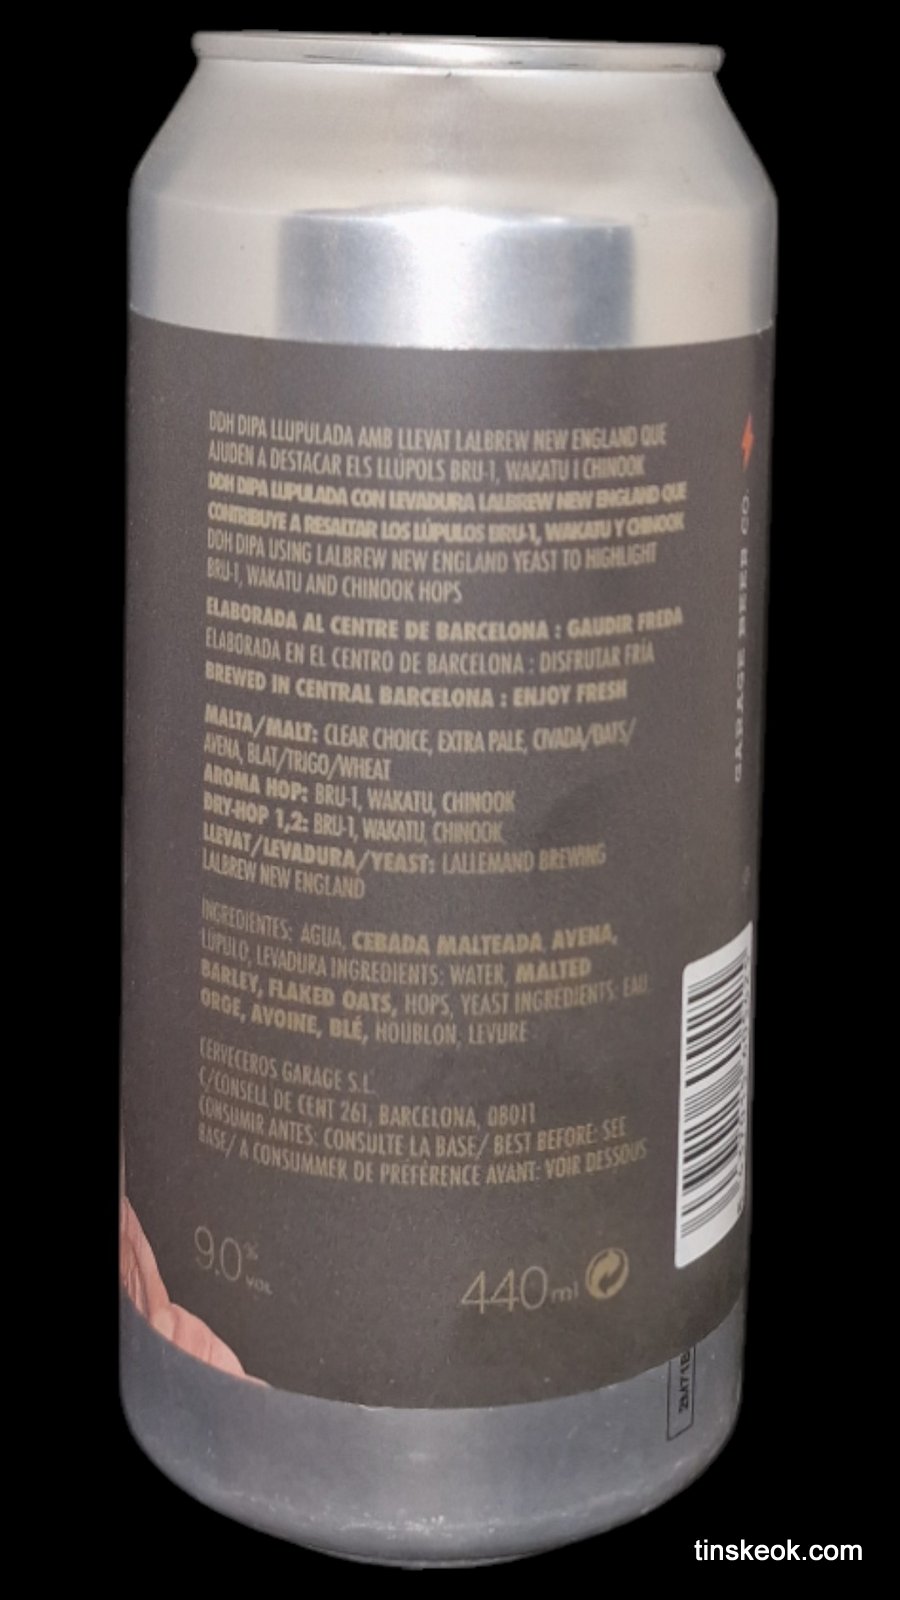 DDH DIPA LLUPULADA AMB LLEVAT LALBREW NEW ENGLAND QUE
AJUDEN A DESTACAR ELS LLÚPOLS BRU-1, WAKATU I CHINOOK
DDH DIPA LUPULADA CON LEVADURA LALBREW NEW ENGLAND QUE
CONTRIBUYE A RESALTAR LOS LÚPULOS BRU-1, WAKATU Y CHINOOK
DDH DIPA USING LALBREW NEW ENGLAND YEAST TO HIGHLIGHT
BRU-1, WAKATU AND CHINOOK HOPS
ELABORADA AL CENTRE DE BARCELONA : GAUDIR FREDA
ELABORADA EN EL CENTRO DE BARCELONA : DISFRUTAR FRÍA
BREWED IN CENTRAL BARCELONA : ENJOY FRESH
MALTA/MALT: CLEAR CHOICE, EXTRA PALE, CIVADA/OATS/
AVENA, BLAT/TRIGO/WHEAT
AROMA HOP: BRU-1, WAKATU, CHINOOK
DRY-HOP 1,2: BRU-1, WAKATU, CHINOOK
LLEVAT/LEVADURA/YEAST: LALLEMAND BREWING
LALBREW NEW ENGLAND
INGREDIENTES: AGUA, CEBADA MALTEADA, AVENA,
LÚPULO, LEVADURA INGREDIENTS: WATER, MALTED
BARLEY, FLAKED OATS, HOPS, YEAST INGRÉDIENTS: EAU,
ORGE, AVOINE, BLÉ, HOUBLON, LEVURE
CERVECEROS GARAGE S.L.
C/CONSELL DE CENT 261, BARCELONA, 08011
CONSUMIR ANTES: CONSULTE LA BASE/ BEST BEFORE: SEE
BASE/ A CONSUMMER DE PRÉFÉRENCE AVANT: VOIR DESSOUS
9.0% VOL
440ml
GARAGE BEER CO.
tinskeok.com